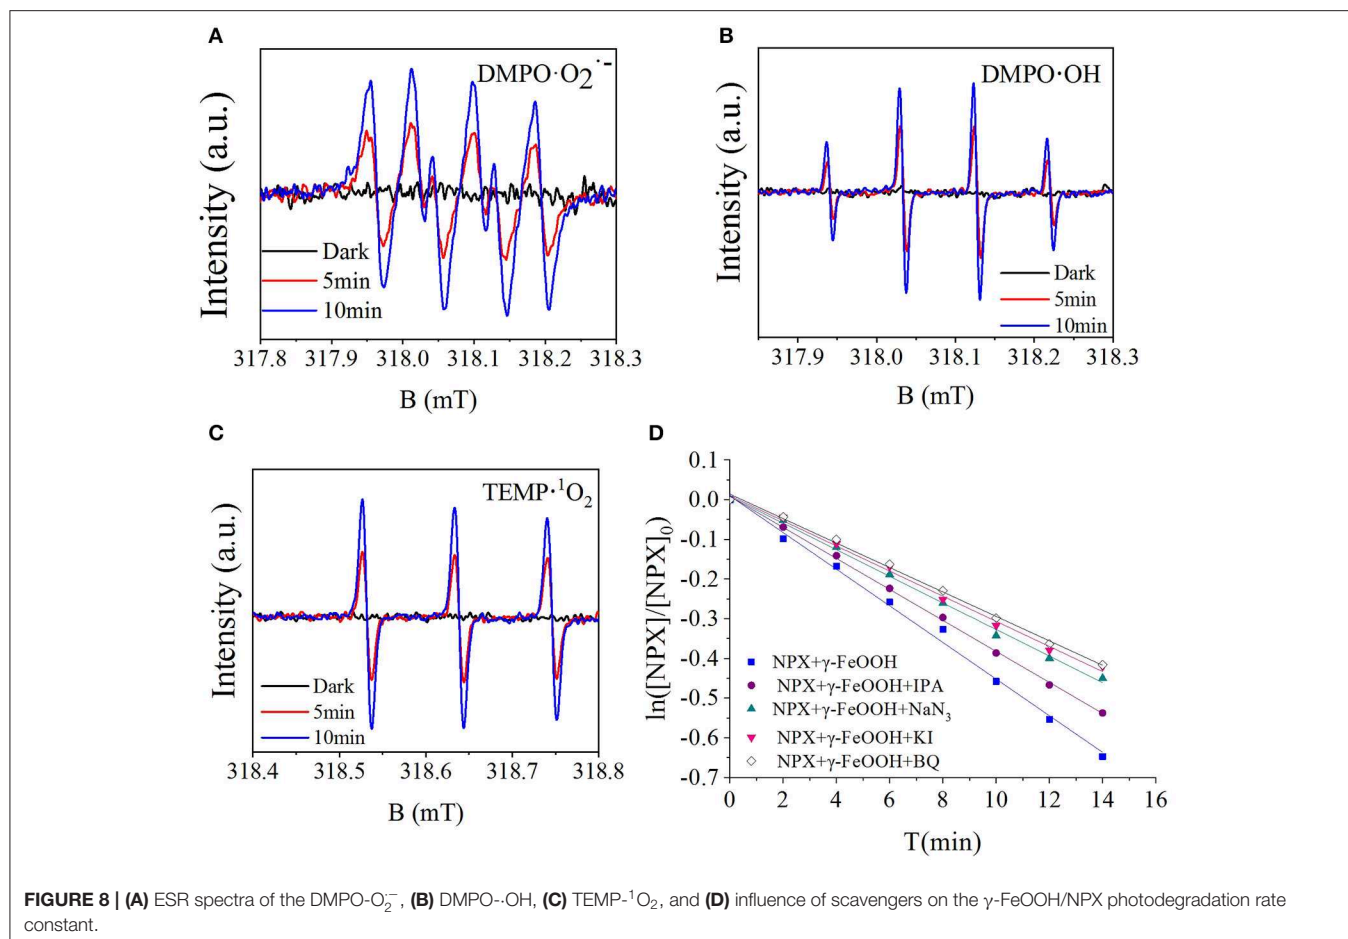 A
DMPO·O₂·⁻
Intensity (a.u.)
Dark
5min
10min
317.8 317.9 318.0 318.1 318.2 318.3
B (mT)
B
DMPO·OH
Intensity (a.u.)
Dark
5min
10min
317.9 318.0 318.1 318.2 318.3
B (mT)
C
TEMP·¹O₂
Intensity (a.u.)
Dark
5min
10min
318.4 318.5 318.6 318.7 318.8
B (mT)
D
ln([NPX]/[NPX]₀)
0.1
0.0
-0.1
-0.2
-0.3
-0.4
-0.5
-0.6
-0.7
NPX+γ-FeOOH
NPX+γ-FeOOH+IPA
NPX+γ-FeOOH+NaN₃
NPX+γ-FeOOH+KI
NPX+γ-FeOOH+BQ
0 2 4 6 8 10 12 14 16
T(min)
FIGURE 8 | (A) ESR spectra of the DMPO-O₂·⁻, (B) DMPO-·OH, (C) TEMP-¹O₂, and (D) influence of scavengers on the γ-FeOOH/NPX photodegradation rate
constant.